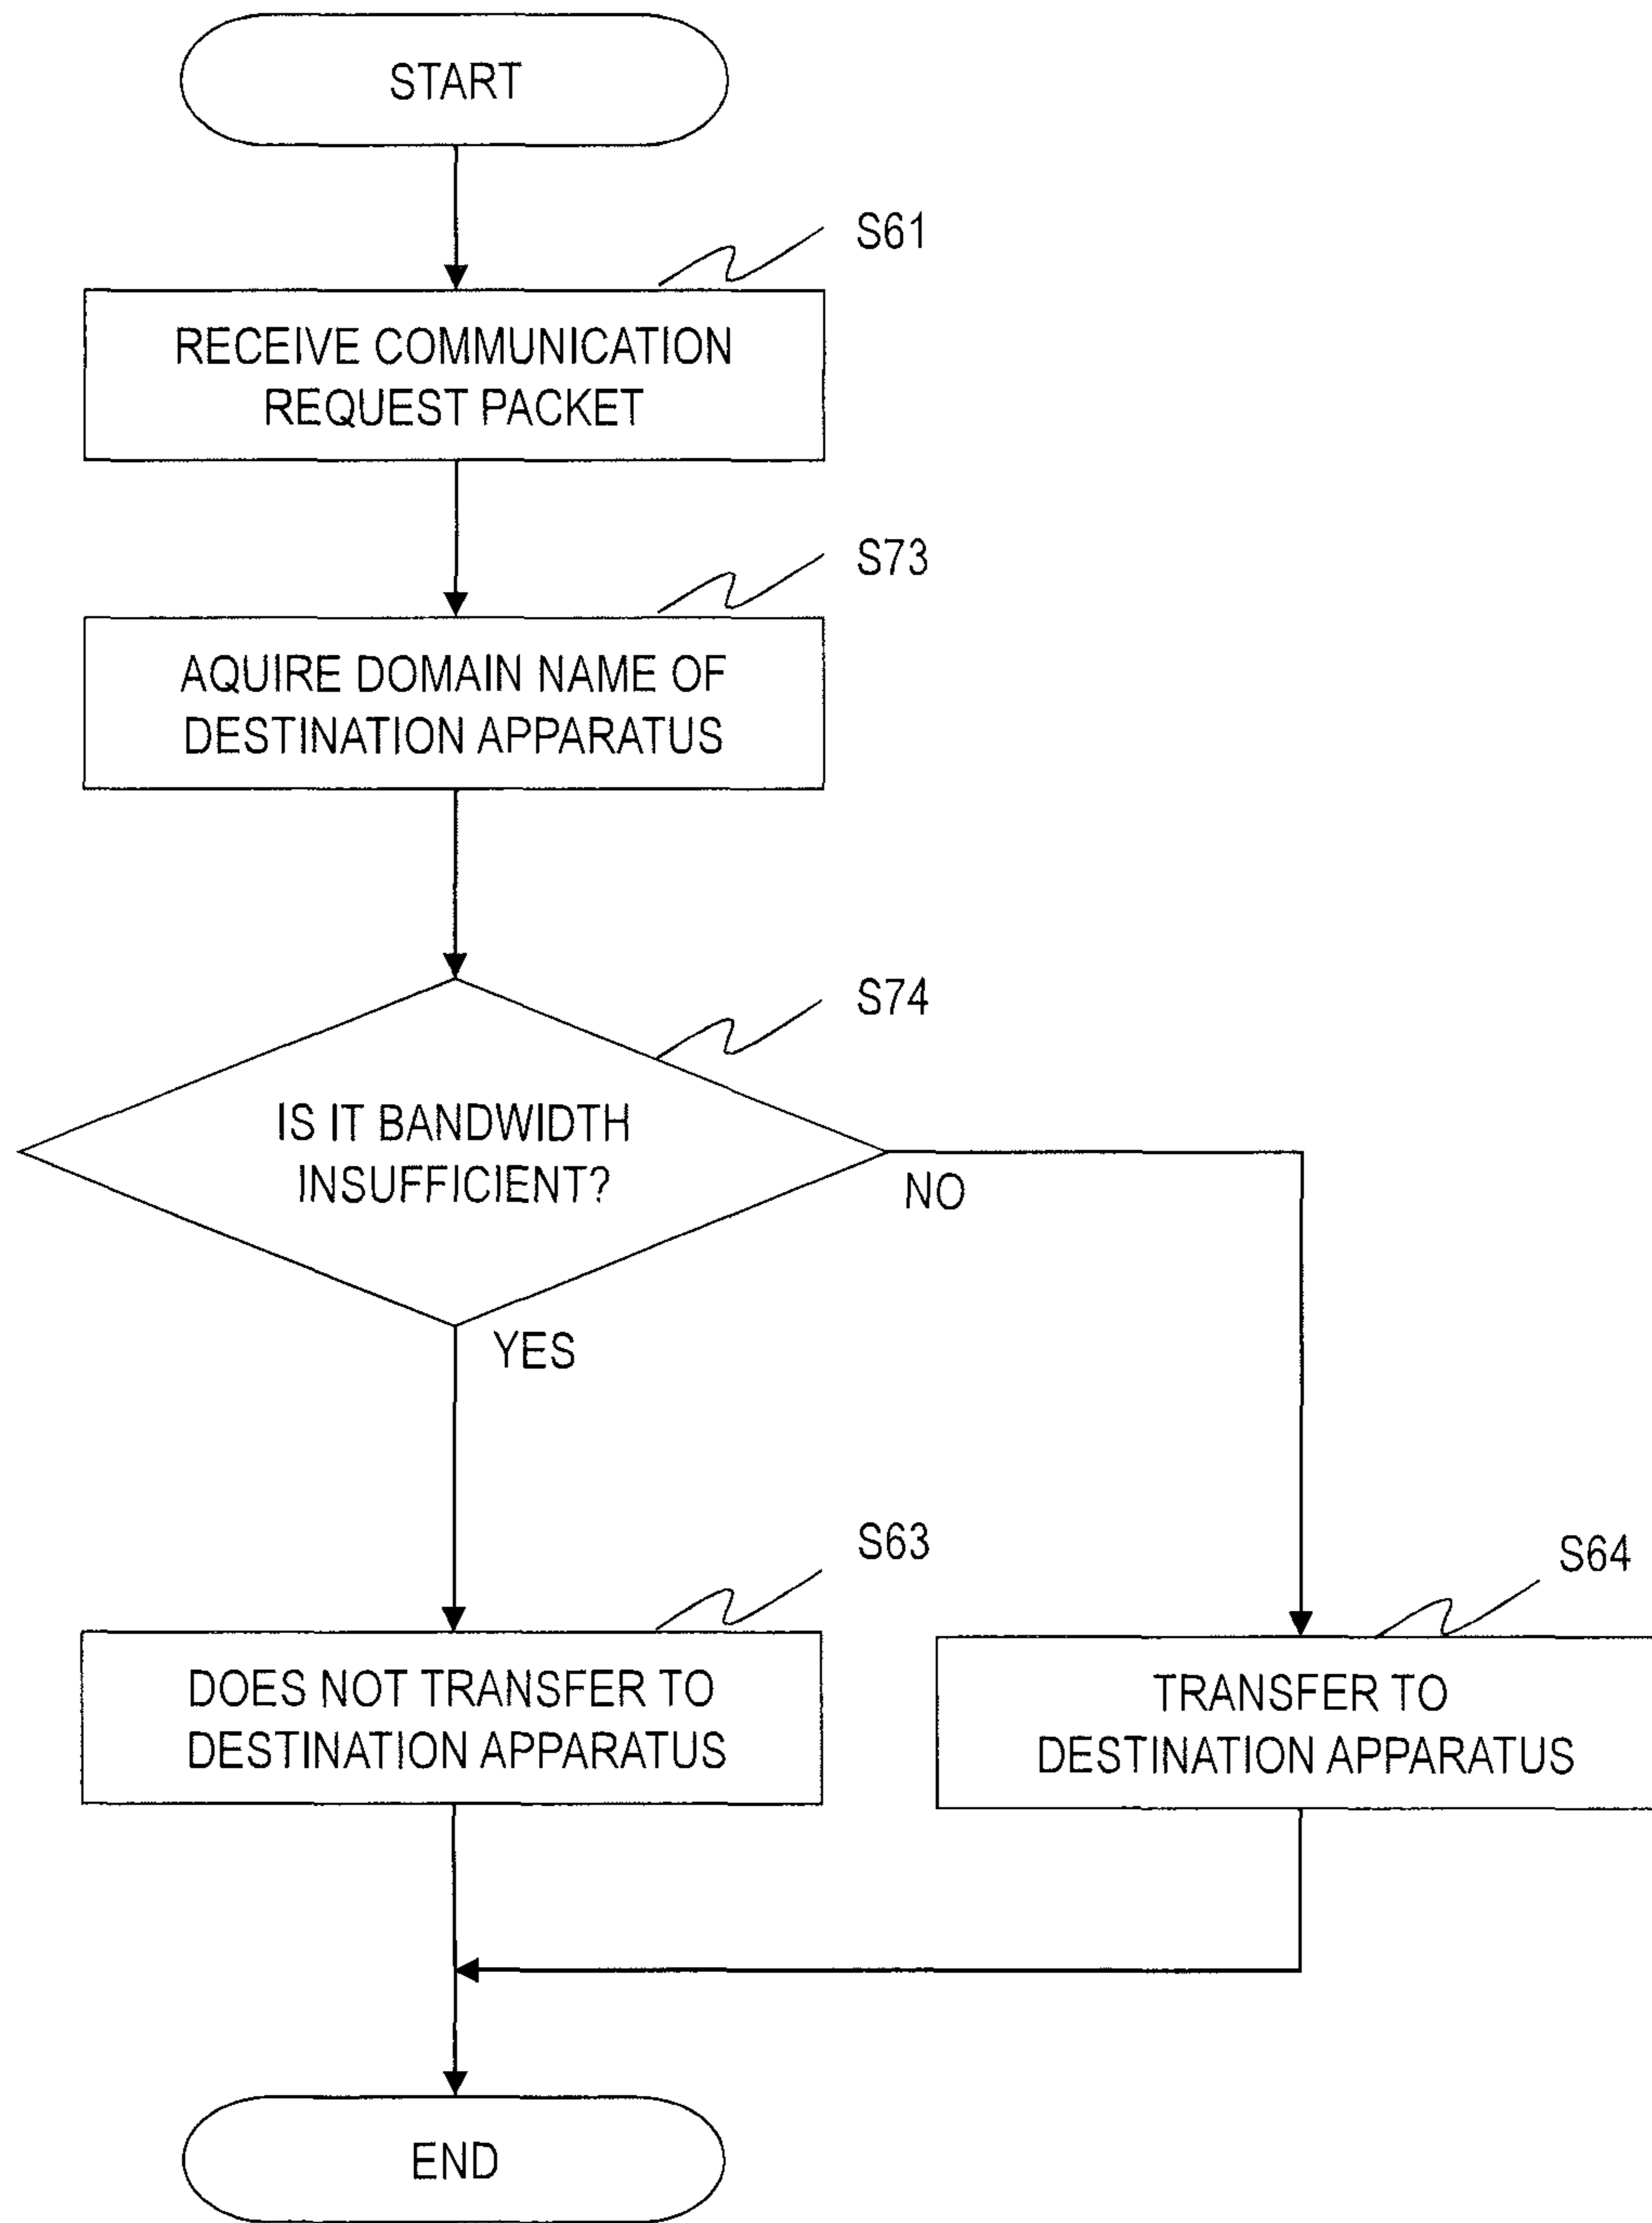 START
S61
RECEIVE COMMUNICATION
REQUEST PACKET
S73
AQUIRE DOMAIN NAME OF
DESTINATION APPARATUS
S74
IS IT BANDWIDTH
INSUFFICIENT?
NO
YES
S63
DOES NOT TRANSFER TO
DESTINATION APPARATUS
S64
TRANSFER TO
DESTINATION APPARATUS
END